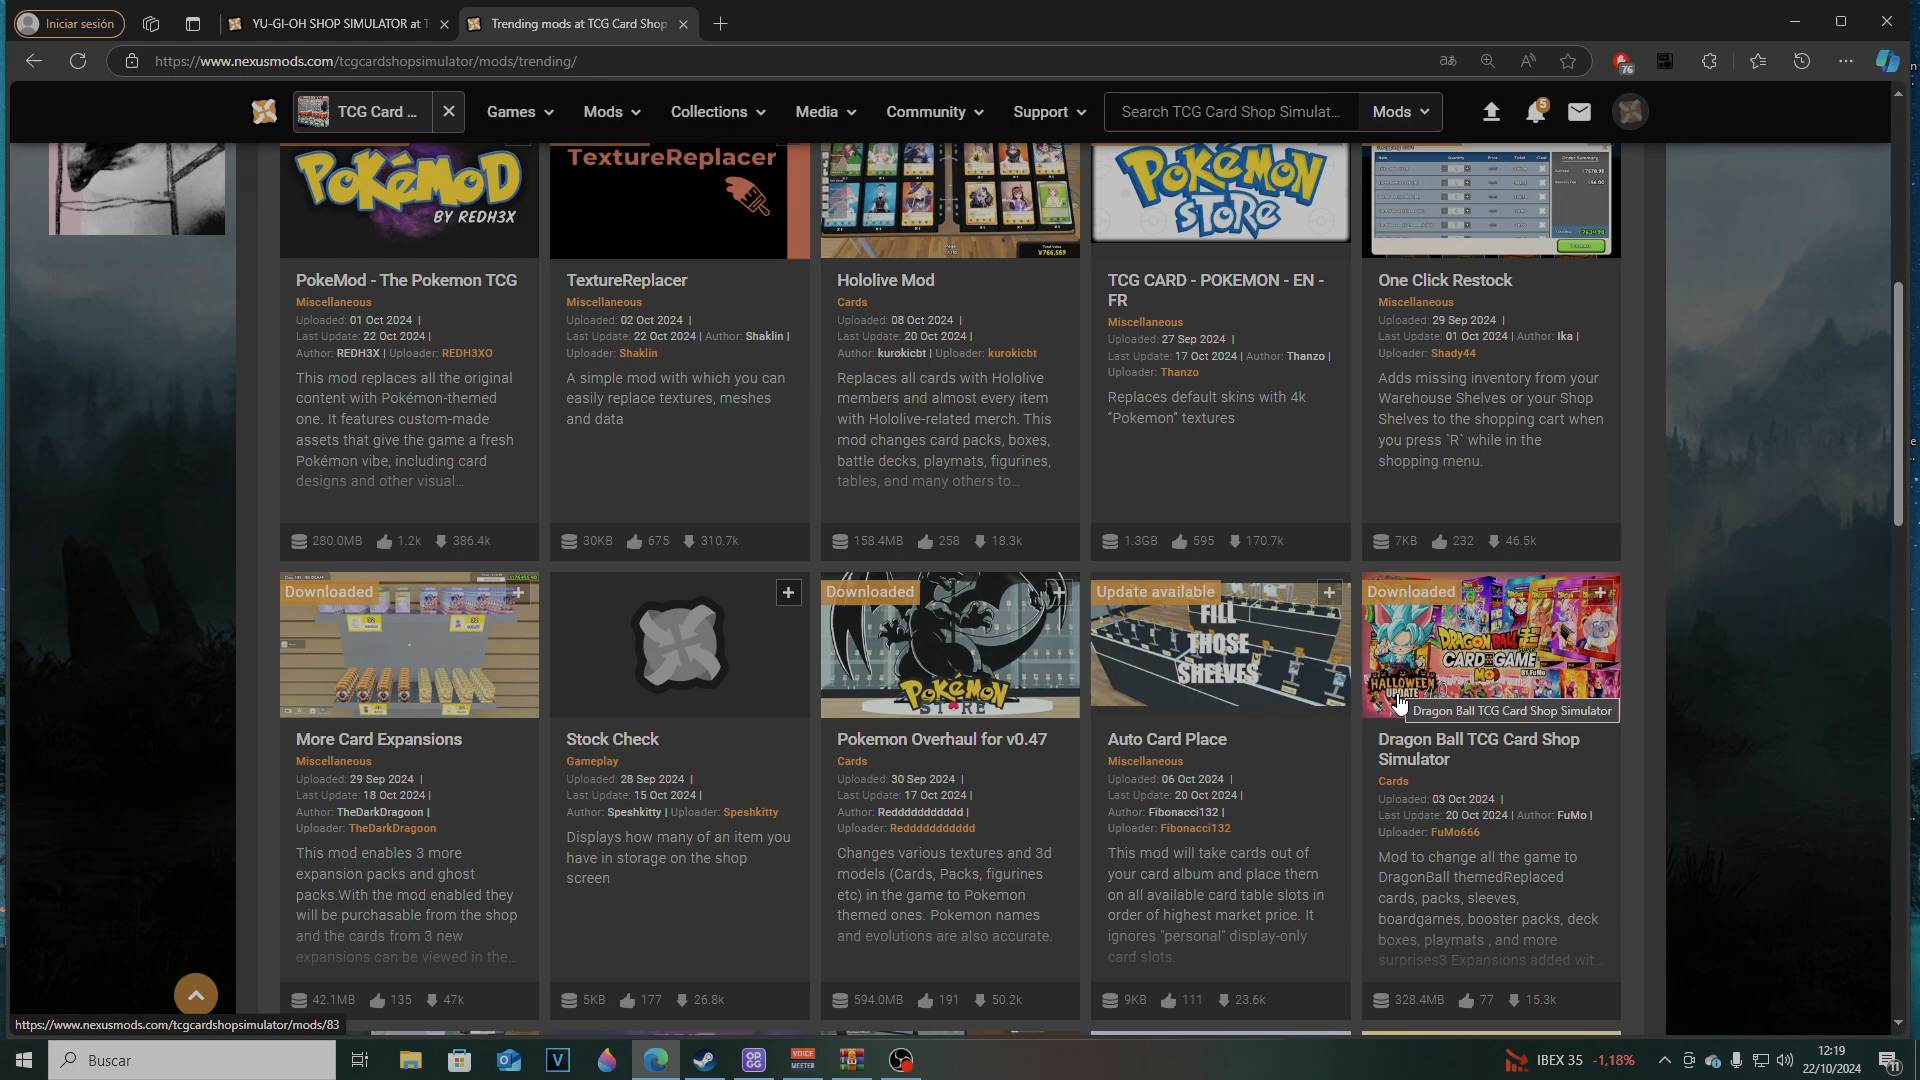 Iniciar sesión
YU-GI-OH SHOP SIMULATOR at T
Trending mods at TCG Card Shop
https://www.nexusmods.com/tcgcardshopsimulator/mods/trending/
76
TCG Card ...
Games
Mods
Collections
Media
Community
Support
Search TCG Card Shop Simulat...
Mods
5
POKéMOD
BY REDH3X
TextureReplacer
POKéMON
STORe
PokeMod - The Pokemon TCG
Miscellaneous
Uploaded: 01 Oct 2024 |
Last Update: 22 Oct 2024 |
Author: REDH3X | Uploader: REDH3XO
This mod replaces all the original
content with Pokémon-themed
one. It features custom-made
assets that give the game a fresh
Pokémon vibe, including card
designs and other visual...
280.0MB 1.2k 386.4k
TextureReplacer
Miscellaneous
Uploaded: 02 Oct 2024 |
Last Update: 22 Oct 2024 | Author: Shaklin |
Uploader: Shaklin
A simple mod with which you can
easily replace textures, meshes
and data
30KB 675 310.7k
Hololive Mod
Cards
Uploaded: 08 Oct 2024 |
Last Update: 20 Oct 2024 |
Author: kurokicbt | Uploader: kurokicbt
Replaces all cards with Hololive
members and almost every item
with Hololive-related merch. This
mod changes card packs, boxes,
battle decks, playmats, figurines,
tables, and many others to...
158.4MB 258 18.3k
TCG CARD - POKEMON - EN -
FR
Miscellaneous
Uploaded: 27 Sep 2024 |
Last Update: 17 Oct 2024 | Author: Thanzo |
Uploader: Thanzo
Replaces default skins with 4k
"Pokemon" textures
1.3GB 595 170.7k
One Click Restock
Miscellaneous
Uploaded: 29 Sep 2024 |
Last Update: 01 Oct 2024 | Author: Ika |
Uploader: Shady44
Adds missing inventory from your
Warehouse Shelves or your Shop
Shelves to the shopping cart when
you press `R` while in the
shopping menu.
7KB 232 46.5k
Downloaded
More Card Expansions
Miscellaneous
Uploaded: 29 Sep 2024 |
Last Update: 18 Oct 2024 |
Author: TheDarkDragoon |
Uploader: TheDarkDragoon
This mod enables 3 more
expansion packs and ghost
packs.With the mod enabled they
will be purchasable from the shop
and the cards from 3 new
expansions can be viewed in the...
42.1MB 135 47k
Stock Check
Gameplay
Uploaded: 28 Sep 2024 |
Last Update: 15 Oct 2024 |
Author: Speshkitty | Uploader: Speshkitty
Displays how many of an item you
have in storage on the shop
screen
5KB 177 26.8k
Downloaded
POKéMON
STORE
Pokemon Overhaul for v0.47
Cards
Uploaded: 30 Sep 2024 |
Last Update: 17 Oct 2024 |
Author: Redddddddddd |
Uploader: Redddddddddd
Changes various textures and 3d
models (Cards, Packs, figurines
etc) in the game to Pokemon
themed ones. Pokemon names
and evolutions are also accurate.
594.0MB 191 50.2k
Update available
FILL
THOSE
SHELVES
Auto Card Place
Miscellaneous
Uploaded: 06 Oct 2024 |
Last Update: 20 Oct 2024 |
Author: Fibonacci132 |
Uploader: Fibonacci132
This mod will take cards out of
your card album and place them
on all available card table slots in
order of highest market price. It
ignores "personal" display-only
card slots.
9KB 111 23.6k
Downloaded
DRAGON BALL
CARD GAME
HALLOWEEN
UPDATE
Dragon Ball TCG Card Shop Simulator
Dragon Ball TCG Card Shop
Simulator
Cards
Uploaded: 03 Oct 2024 |
Last Update: 20 Oct 2024 | Author: FuMo |
Uploader: FuMo666
Mod to change all the game to
DragonBall themedReplaced
cards, packs, sleeves,
boardgames, booster packs, deck
boxes, playmats , and more
surprises3 Expansions added wit...
328.4MB 77 15.3k
https://www.nexusmods.com/tcgcardshopsimulator/mods/83
Buscar
IBEX 35 -1,18%
12:19
22/10/2024
11